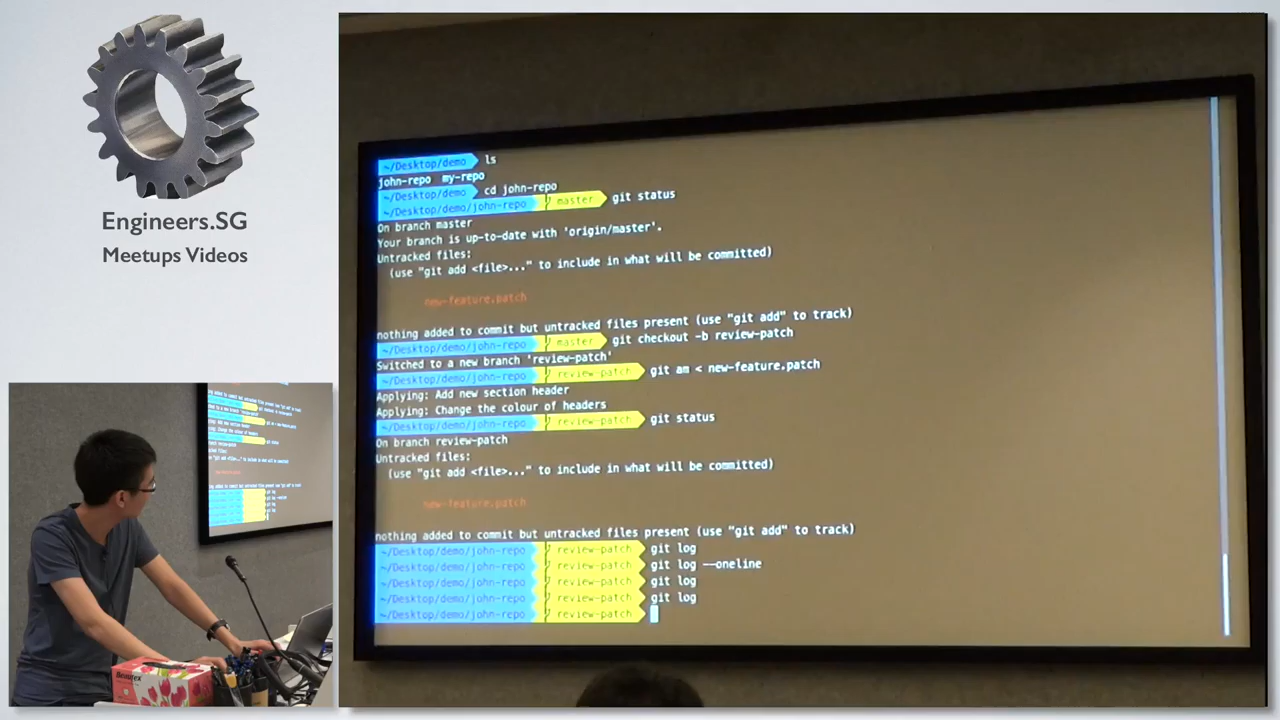 Engineers.SG
Meetups Videos
~/Desktop/demo ls
john-repo my-repo
~/Desktop/demo cd john-repo
~/Desktop/demo/john-repo master git status
On branch master
Your branch is up-to-date with 'origin/master'.
Untracked files:
(use "git add <file>..." to include in what will be committed)
new-feature.patch
nothing added to commit but untracked files present (use "git add" to track)
~/Desktop/demo/john-repo master git checkout -b review-patch
Switched to a new branch 'review-patch'
~/Desktop/demo/john-repo review-patch git am < new-feature.patch
Applying: Add new section header
Applying: Change the colour of headers
~/Desktop/demo/john-repo review-patch git status
On branch review-patch
Untracked files:
(use "git add <file>..." to include in what will be committed)
new-feature.patch
nothing added to commit but untracked files present (use "git add" to track)
~/Desktop/demo/john-repo review-patch git log
~/Desktop/demo/john-repo review-patch git log --oneline
~/Desktop/demo/john-repo review-patch git log
~/Desktop/demo/john-repo review-patch git log
~/Desktop/demo/john-repo review-patch
Beautex